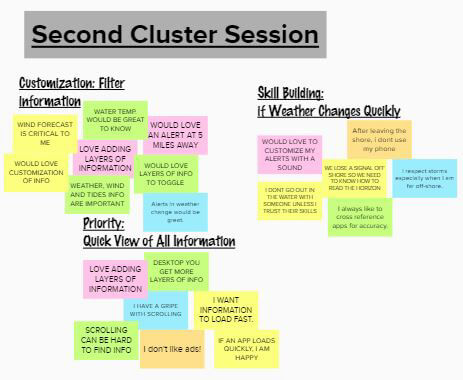 Second Cluster Session
Customization: Filter
Information
WATER TEMP.
WOULD BE GREAT
TO KNOW
WIND FORECAST
IS CRITICAL TO
ME
WOULD LOVE
AN ALERT AT 5
MILES AWAY
LOVE ADDING
LAYERS OF
INFORMATION
WOULD LOVE
CUSTOMIZATION
OF INFO
WOULD LOVE
LAYERS OF INFO
TO TOGGLE
WEATHER, WIND
AND TIDES INFO
ARE IMPORTANT
Alerts in weather
change would be
great.
Skill Building:
If Weather Changes Qucikly
After leaving the
shore, i dont use
my phone
WOULD LOVE TO
CUSTOMIZE MY
ALERTS WITH A
SOUND
WE LOSE A SIGNAL OFF
SHORE SO WE NEED
TO KNOW HOW TO
READ THE HORIZON
I respect storms
especially when I am
far off-shore.
I DONT GO OUT IN
THE WATER WITH
SOMEONE UNLESS I
TRUST THEIR SKILLS
I always like to
cross reference
apps for accuracy.
Priority:
Quick View of All Information
DESKTOP YOU
GET MORE
LAYERS OF INFO
LOVE ADDING
LAYERS OF
INFORMATION
I HAVE A GRIPE
WITH SCROLLING
I WANT
INFORMATION
TO LOAD FAST.
SCROLLING
CAN BE HARD
TO FIND INFO
I don't like ads!
IF AN APP LOADS
QUICKLY, I AM
HAPPY